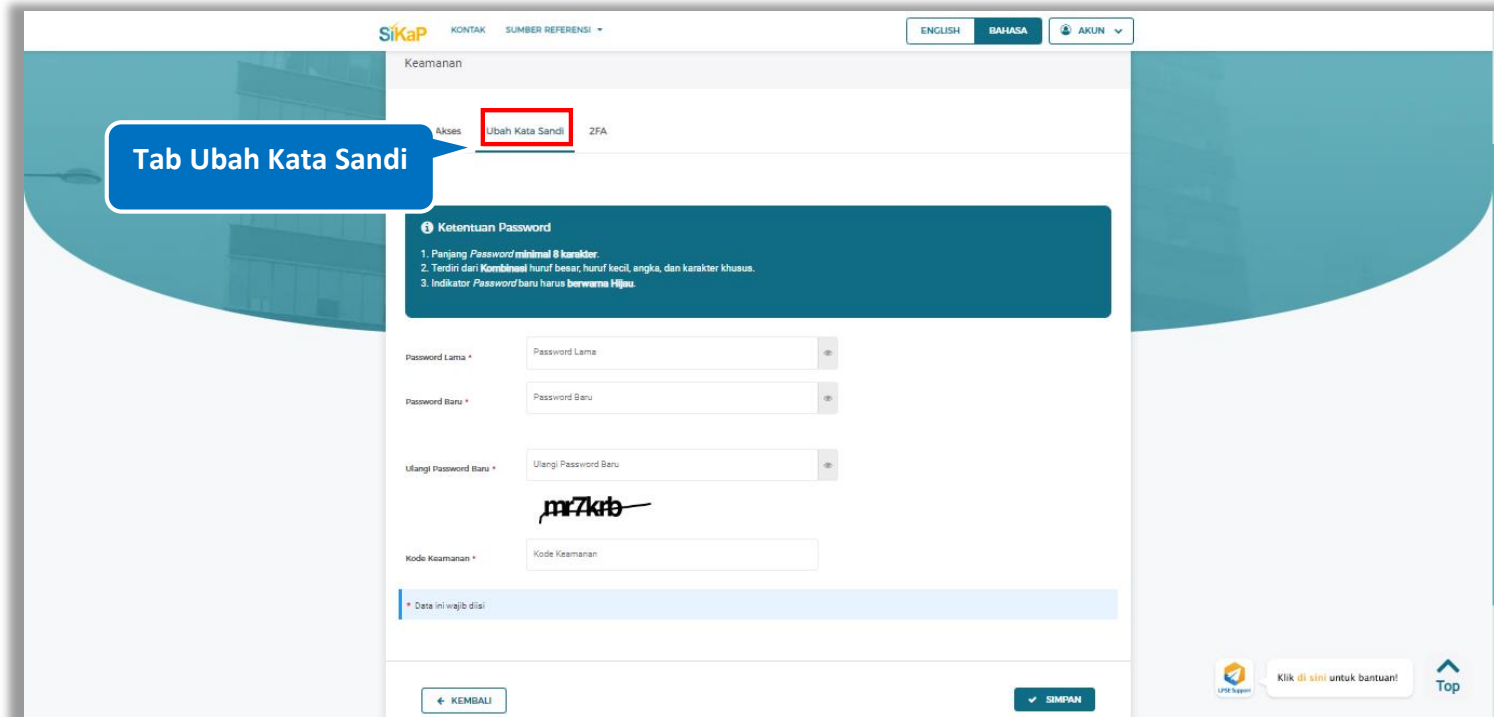 SiKaP KONTAK SUMBER REFERENSI ENGLISH BAHASA AKUN
Keamanan
Akses Ubah Kata Sandi 2FA
Tab Ubah Kata Sandi
Ketentuan Password
1. Panjang Password minimal 8 karakter.
2. Terdiri dari Kombinasi huruf besar, huruf kecil, angka, dan karakter khusus.
3. Indikator Password baru harus berwarna Hijau.
Password Lama * Password Lama
Password Baru * Password Baru
Ulangi Password Baru * Ulangi Password Baru
mr7krb
Kode Keamanan * Kode Keamanan
* Data ini wajib diisi
KEMBALI SIMPAN
LPSE Support Klik di sini untuk bantuan! Top